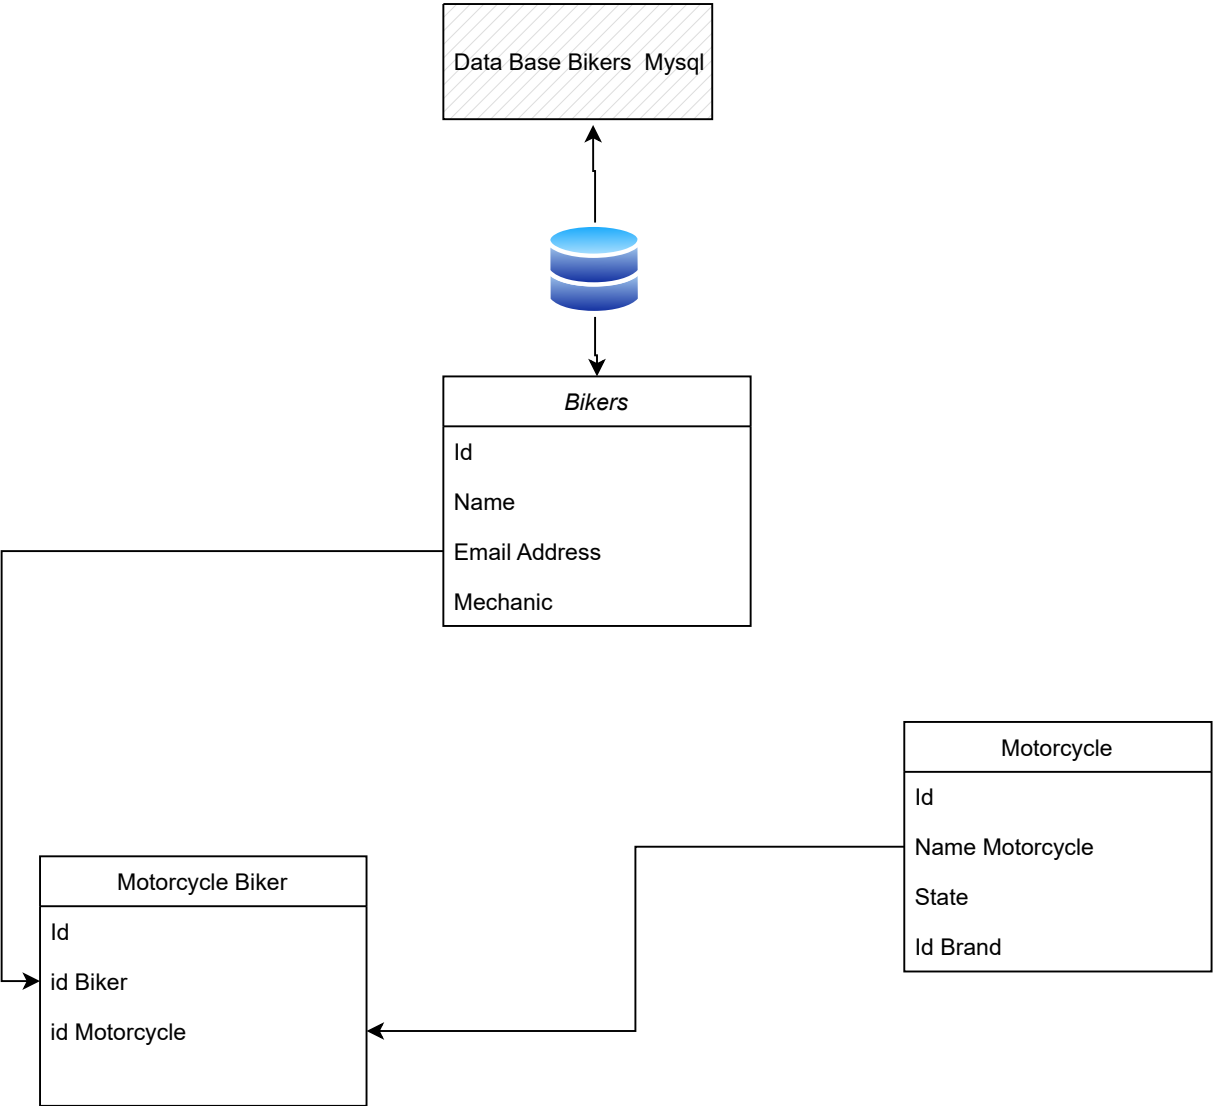 Data Base Bikers  Mysql
Bikers
Id
Name
Email Address
Mechanic
Motorcycle
Id
Name Motorcycle
State
Id Brand
Motorcycle Biker
Id
id Biker
id Motorcycle